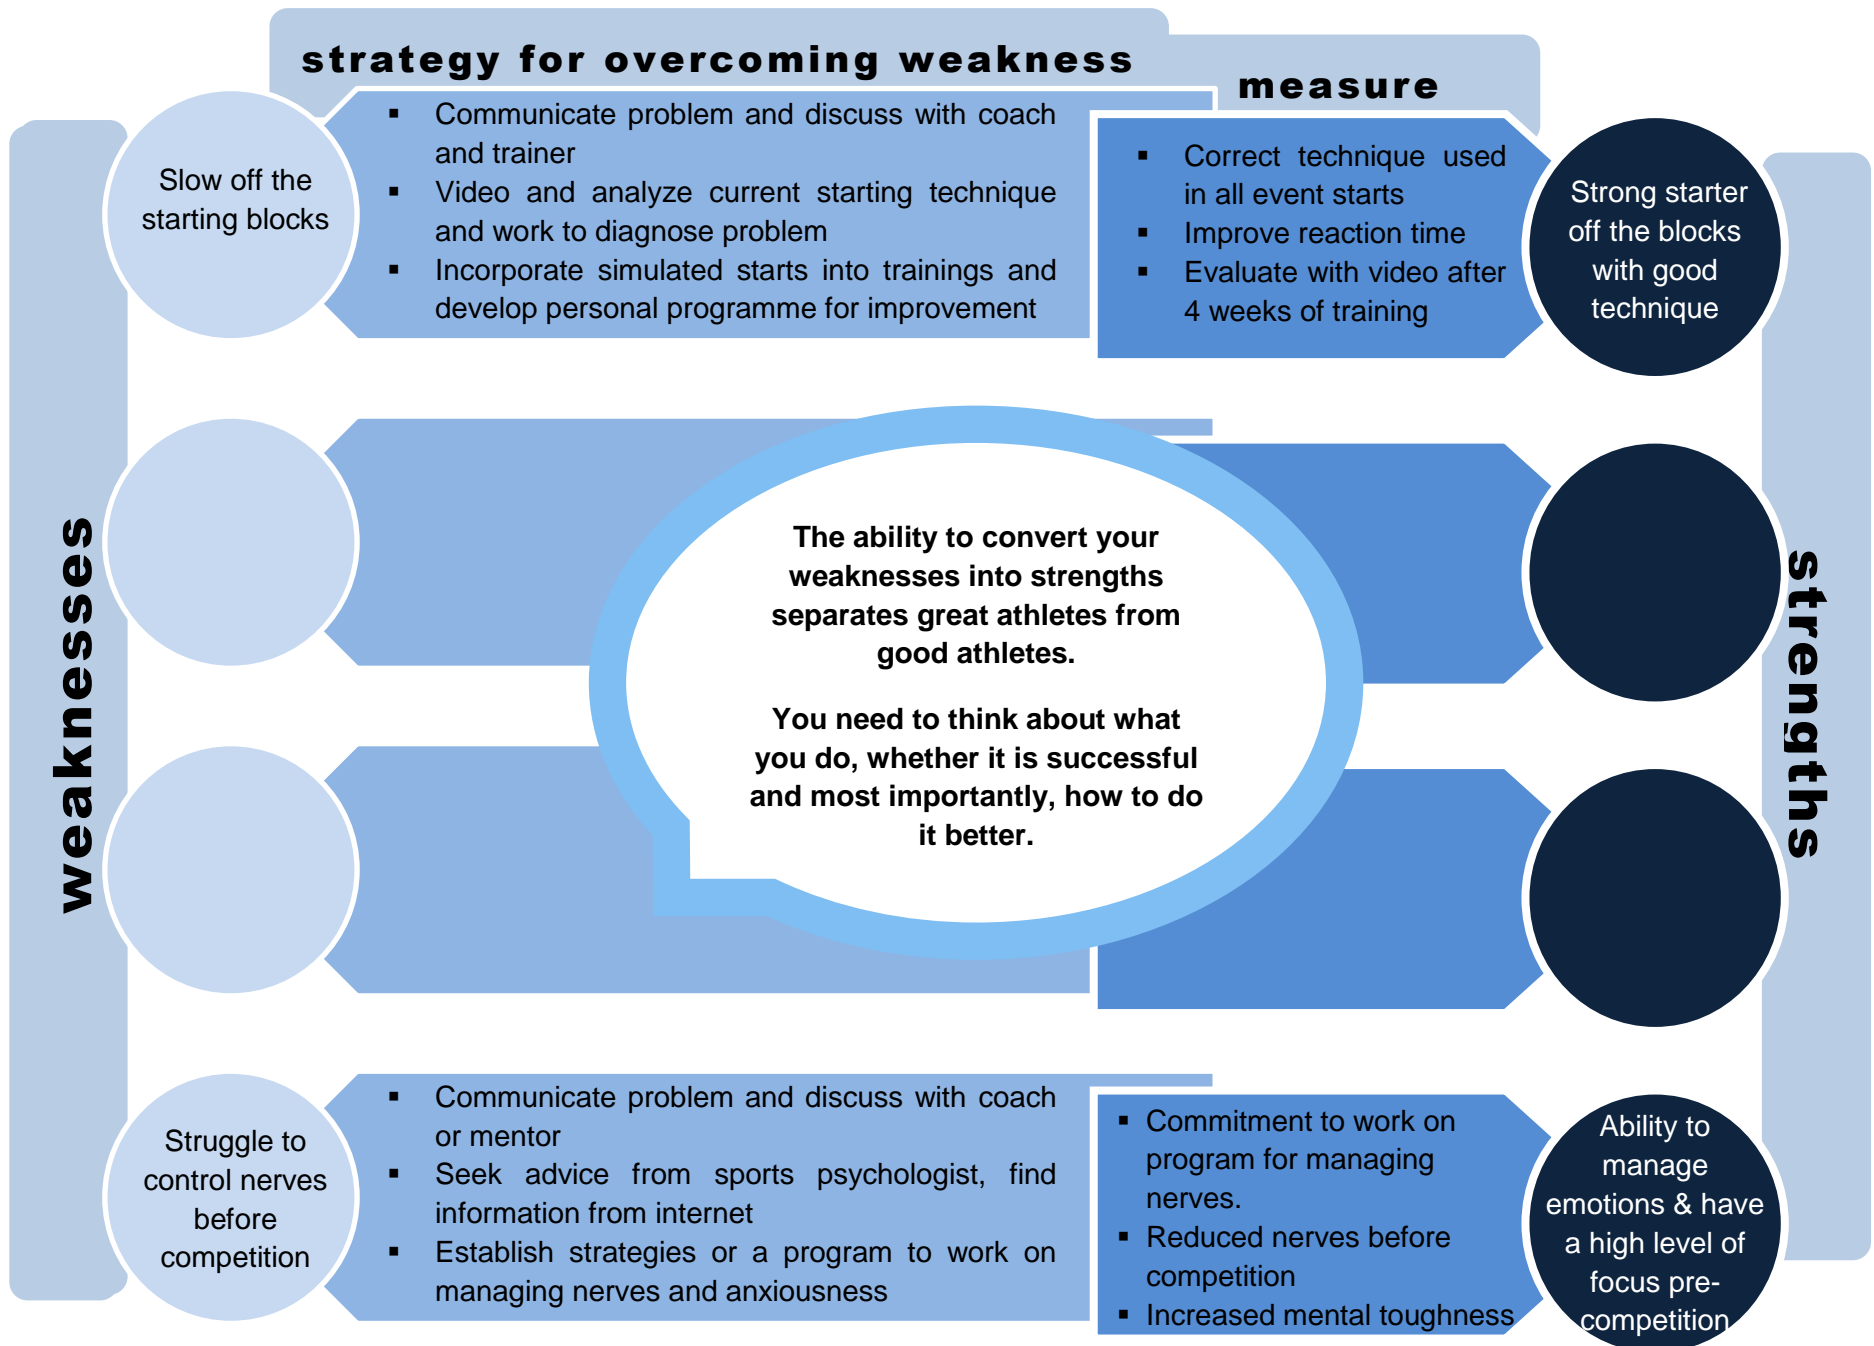 strategy for overcoming weakness
measure
weaknesses
Slow off the
starting blocks
▪ Communicate problem and discuss with coach
and trainer
▪ Video and analyze current starting technique
and work to diagnose problem
▪ Incorporate simulated starts into trainings and
develop personal programme for improvement
▪ Correct technique used
in all event starts
▪ Improve reaction time
▪ Evaluate with video after
4 weeks of training
Strong starter
off the blocks
with good
technique
strengths
The ability to convert your
weaknesses into strengths
separates great athletes from
good athletes.
You need to think about what
you do, whether it is successful
and most importantly, how to do
it better.
Struggle to
control nerves
before
competition
▪ Communicate problem and discuss with coach
or mentor
▪ Seek advice from sports psychologist, find
information from internet
▪ Establish strategies or a program to work on
managing nerves and anxiousness
▪ Commitment to work on
program for managing
nerves.
▪ Reduced nerves before
competition
▪ Increased mental toughness
Ability to
manage
emotions & have
a high level of
focus pre-
competition